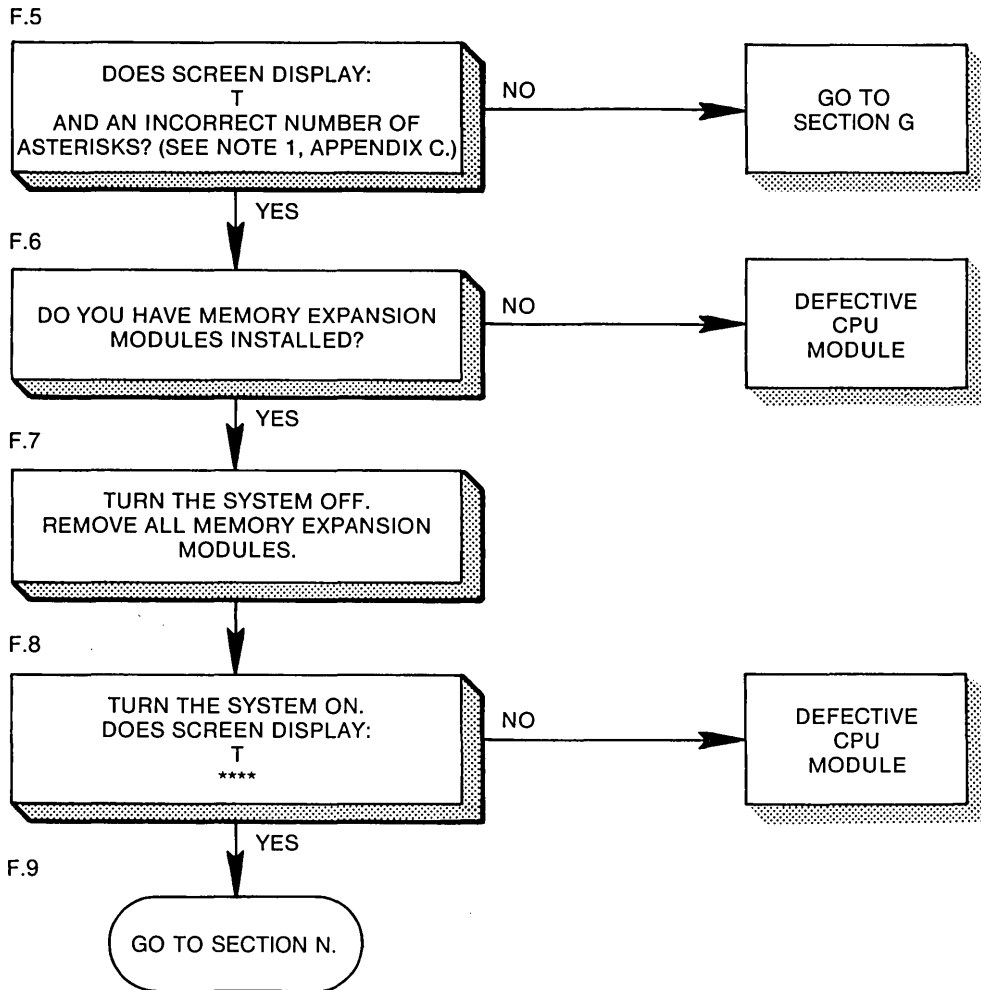 F.5
DOES SCREEN DISPLAY:
T
AND AN INCORRECT NUMBER OF
ASTERISKS? (SEE NOTE 1, APPENDIX C.)
NO
GO TO
SECTION G
YES
F.6
DO YOU HAVE MEMORY EXPANSION
MODULES INSTALLED?
NO
DEFECTIVE
CPU
MODULE
YES
F.7
TURN THE SYSTEM OFF.
REMOVE ALL MEMORY EXPANSION
MODULES.
F.8
TURN THE SYSTEM ON.
DOES SCREEN DISPLAY:
T
****
NO
DEFECTIVE
CPU
MODULE
YES
F.9
GO TO SECTION N.